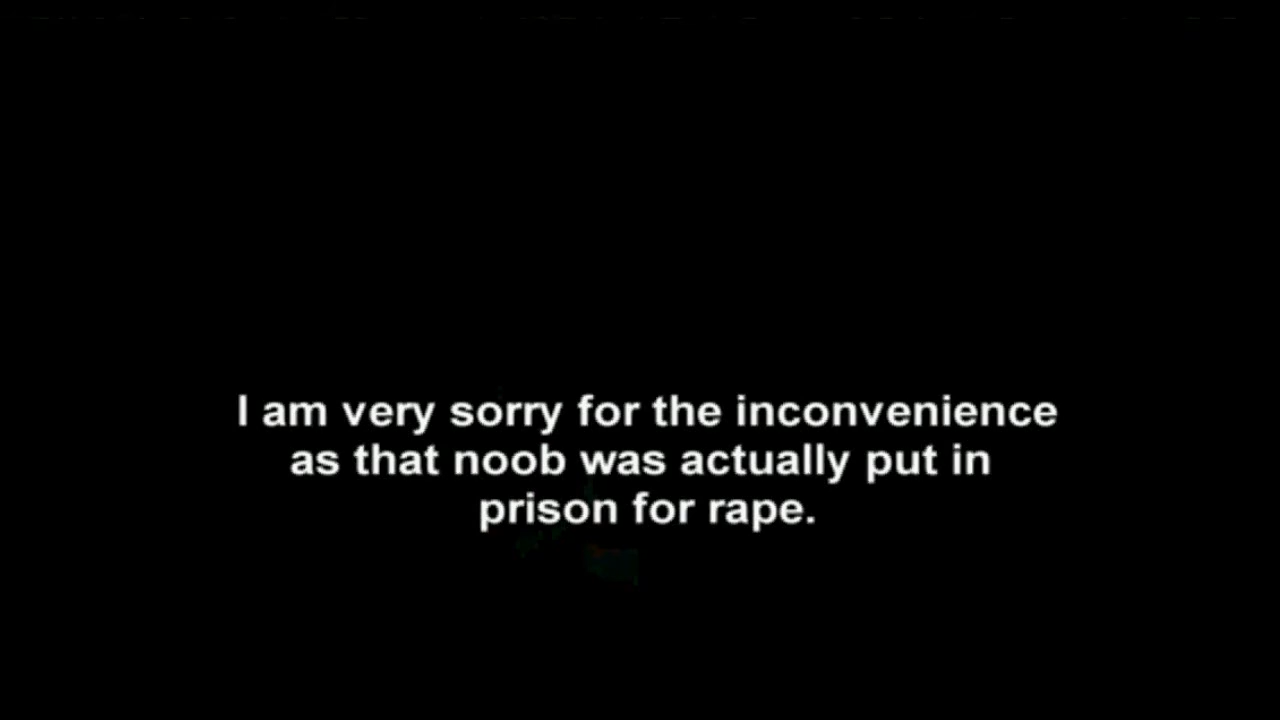 I am very sorry for the inconvenience
as that noob was actually put in
prison for rape.